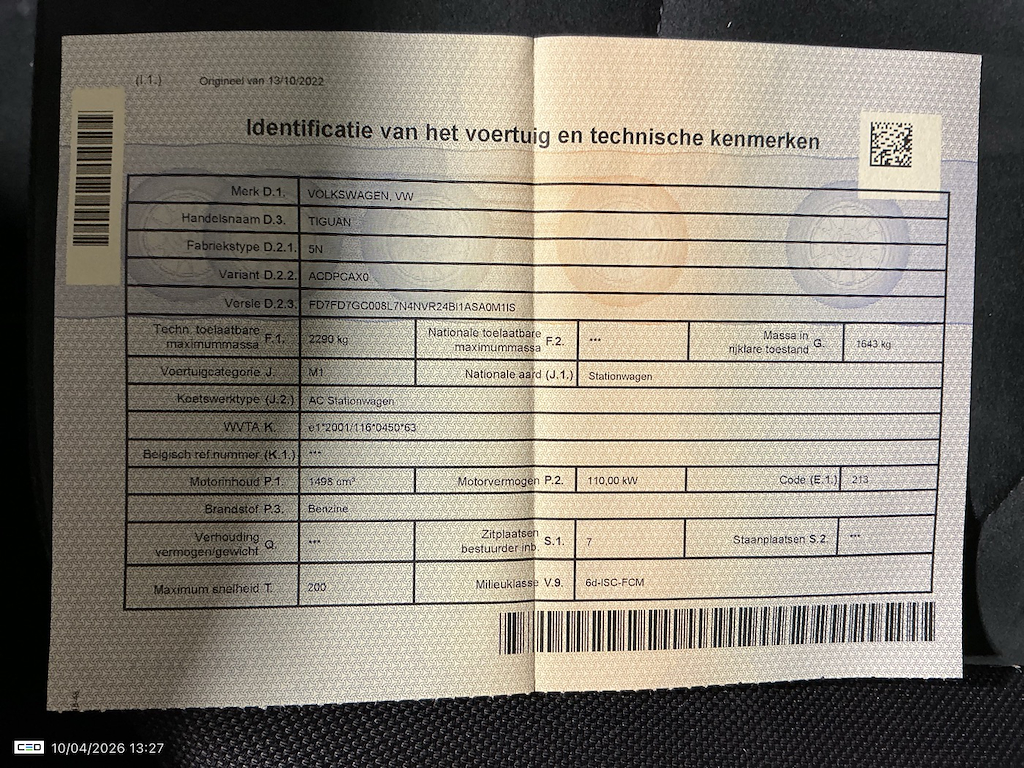 (I.1.) Origineel van 13/10/2022
Identificatie van het voertuig en technische kenmerken
Merk D.1. VOLKSWAGEN, VW
Handelsnaam D.3. TIGUAN
Fabriekstype D.2.1. 5N
Variant D.2.2. ACDPCAX0
Versie D.2.3. FD7FD7GC008L7N4NVR24BI1ASA0M1IS
Techn. toelaatbare maximummassa F.1. 2290 kg Nationale toelaatbare maximummassa F.2. *** Massa in rijklare toestand G. 1643 kg
Voertuigcategorie J. M1 Nationale aard (J.1.) Stationwagen
Koetswerktype (J.2.) AC Stationwagen
WVTA K. e1*2001/116*0450*63
Belgisch ref.nummer (K.1.) ***
Motorinhoud P.1. 1498 cm³ Motorvermogen P.2. 110,00 kW Code (E.1.) 213
Brandstof P.3. Benzine
Verhouding vermogen/gewicht Q. *** Zitplaatsen bestuurder inb. S.1. 7 Staanplaatsen S.2. ***
Maximum snelheid T. 200 Milieuklasse V.9. 6d-ISC-FCM
CEO 10/04/2026 13:27